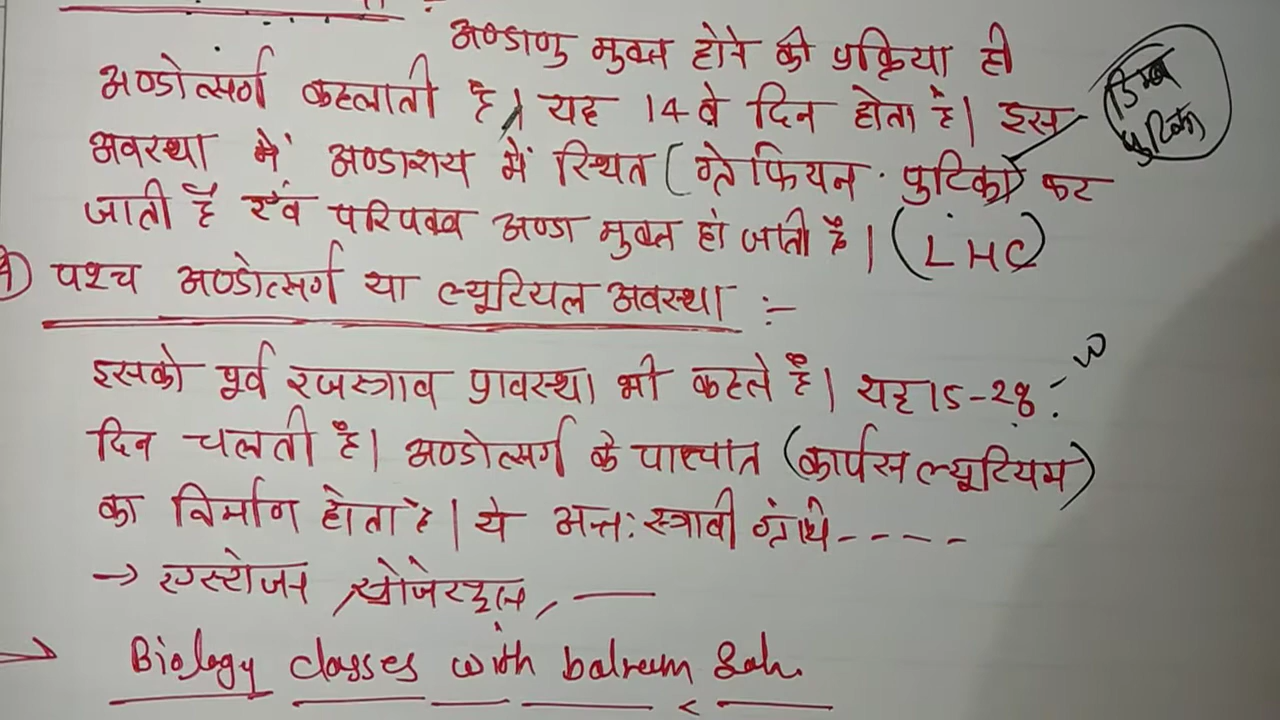 अण्डाणु मुक्त होने की प्रक्रिया ही
अण्डोत्सर्ग कहलाती है। यह 14 वे दिन होता है। इस
डिम्ब
पुटिका
अवस्था में अण्डाशय में स्थित (ग्रेफियन पुटिका) फट
जाती है एवं परिपक्व अण्डा मुक्त हो जाती है। (LHC)
पश्च अण्डोत्सर्ग या ल्यूटियल अवस्था :-
इसको पूर्व रजस्त्राव प्रावस्था भी कहते है। यह 15-28
दिन चलती है। अण्डोत्सर्ग के पाश्चात (कार्पस ल्यूटियम)
का निर्माण होता है। ये अन्तः स्त्रावी ग्रंथि-----
→ एस्टोजन
→ Biology classes with balram Sah.